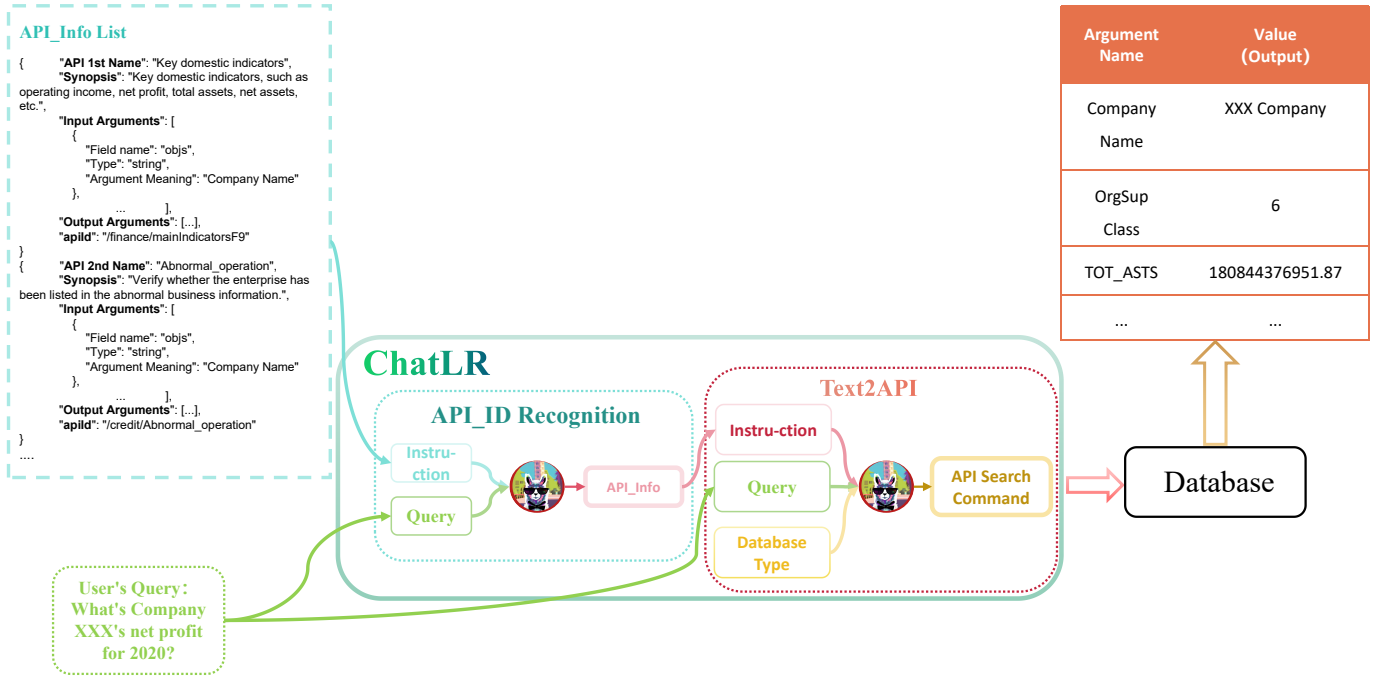 API_Info List
{ "API 1st Name": "Key domestic indicators",
"Synopsis": "Key domestic indicators, such as
operating income, net profit, total assets, net assets,
etc.",
"Input Arguments": [
{
"Field name": "objs",
"Type": "string",
"Argument Meaning": "Company Name"
},
... ],
"Output Arguments": [...],
"apiId": "/finance/mainIndicatorsF9"
}
{ "API 2nd Name": "Abnormal_operation",
"Synopsis": "Verify whether the enterprise has
been listed in the abnormal business information.",
"Input Arguments": [
{
"Field name": "objs",
"Type": "string",
"Argument Meaning": "Company Name"
},
... ],
"Output Arguments": [...],
"apiId": "/credit/Abnormal_operation"
}
....
User's Query：
What's Company
XXX's net profit
for 2020?
ChatLR
API_ID Recognition
Instru-
ction
Query
API_Info
Text2API
Instru-ction
Query
Database
Type
API Search
Command
Database
Argument
Name
Value
(Output)
Company
Name
XXX Company
OrgSup
Class
6
TOT_ASTS
180844376951.87
...
...